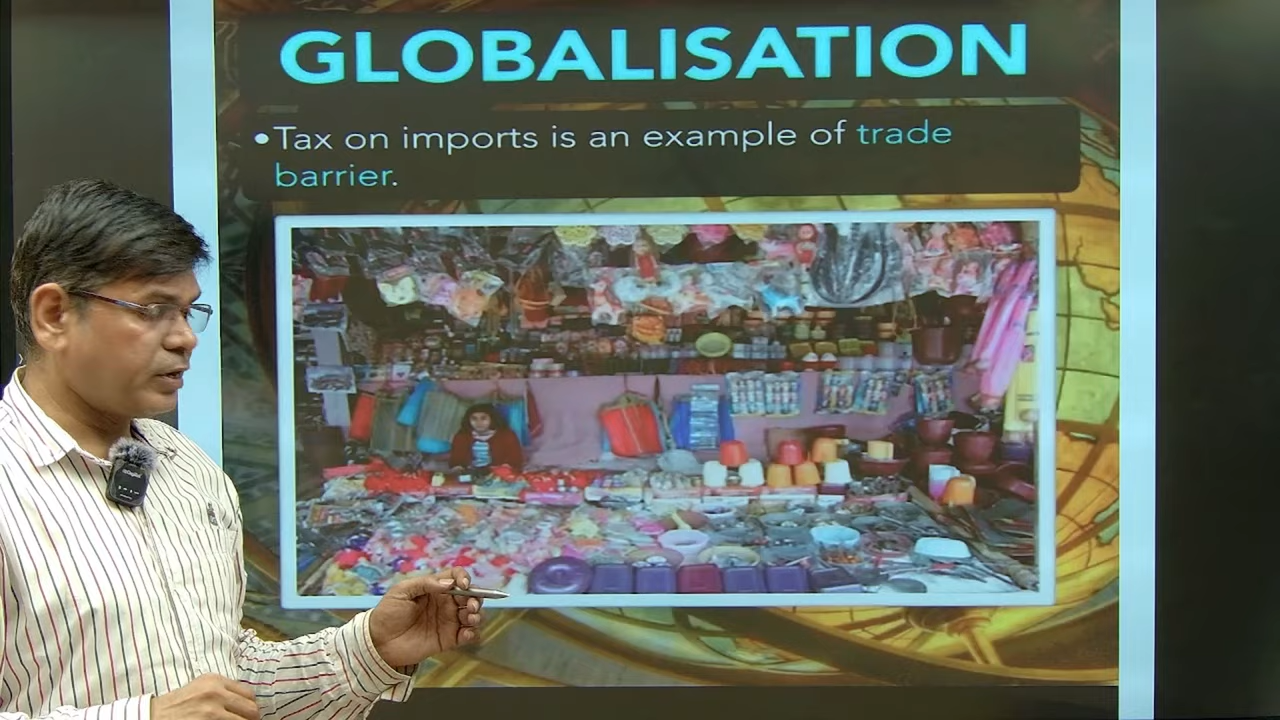 GLOBALISATION
•Tax on imports is an example of trade
barrier.